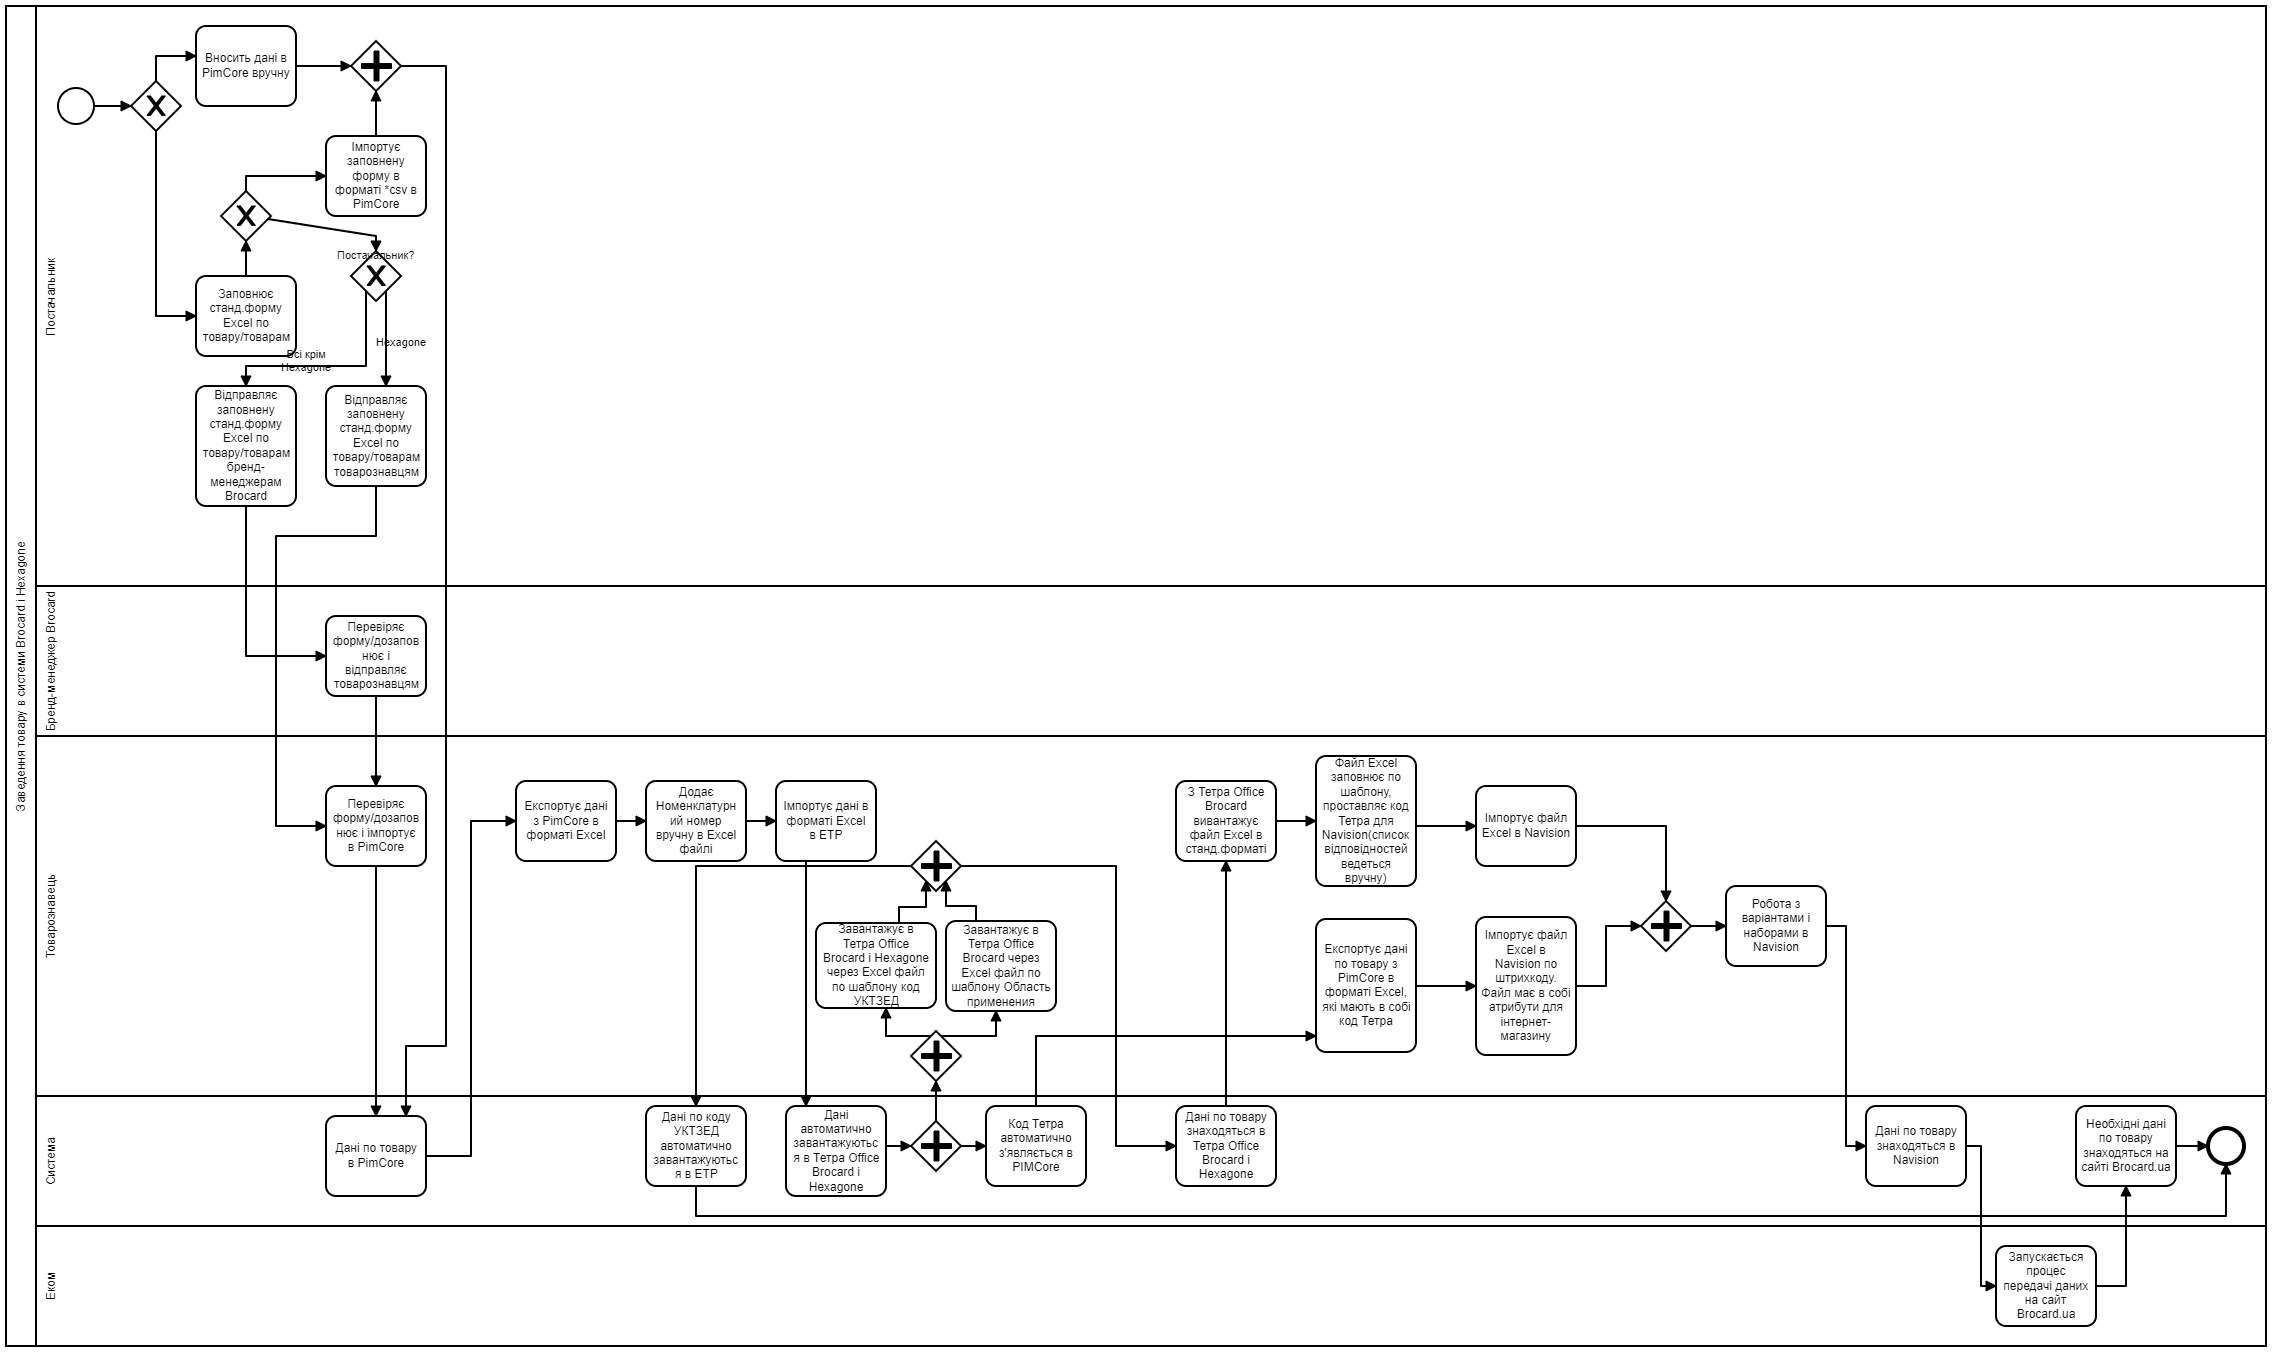 Заведення товару в системи Brocard і Hexagone
Постачальник
Вносить дані в
PimCore вручну
Імпортує
заповнену
форму в
форматі *csv в
PimCore
Постачальник?
Заповнює
станд.форму
Excel по
товару/товарам
Всі крім
Hexagone
Hexagone
Відправляє
заповнену
станд.форму
Excel по
товару/товарам
бренд-
менеджерам
Brocard
Відправляє
заповнену
станд.форму
Excel по
товару/товарам
товарознавцям
Бренд-менеджер Brocard
Перевіряє
форму/дозапов
нює і
відправляє
товарознавцям
Товарознавець
Перевіряє
форму/дозапов
нює і імпортує
в PimCore
Експортує дані
з PimCore в
форматі Excel
Додає
Номенклатурн
ий номер
вручну в Excel
файлі
Імпортує дані в
форматі Excel
в ETP
Завантажує в
Тетра Office
Brocard і Hexagone
через Excel файл
по шаблону код
УКТЗЕД
Завантажує в
Тетра Office
Brocard через
Excel файл по
шаблону Область
применения
З Тетра Office
Brocard
вивантажує
файл Excel в
станд.форматі
Файл Excel
заповнює по
шаблону,
проставляє код
Тетра для
Navision(список
відповідностей
ведеться
вручну)
Імпортує файл
Excel в Navision
Експортує дані
по товару з
PimCore в
форматі Excel,
які мають в собі
код Тетра
Імпортує файл
Excel в
Navision по
штрихкоду.
Файл має в собі
атрибути для
інтернет-
магазину
Робота з
варіантами і
наборами в
Navision
Система
Дані по товару
в PimCore
Дані по коду
УКТЗЕД
автоматично
завантажуютьс
я в ETP
Дані
автоматично
завантажуютьс
я в Тетра Office
Brocard і
Hexagone
Код Тетра
автоматично
з'являється в
PIMCore
Дані по товару
знаходяться в
Тетра Office
Brocard і
Hexagone
Дані по товару
знаходяться в
Navision
Необхідні дані
по товару
знаходяться на
сайті Brocard.ua
Еком
Запускається
процес
передачі даних
на сайт
Brocard.ua